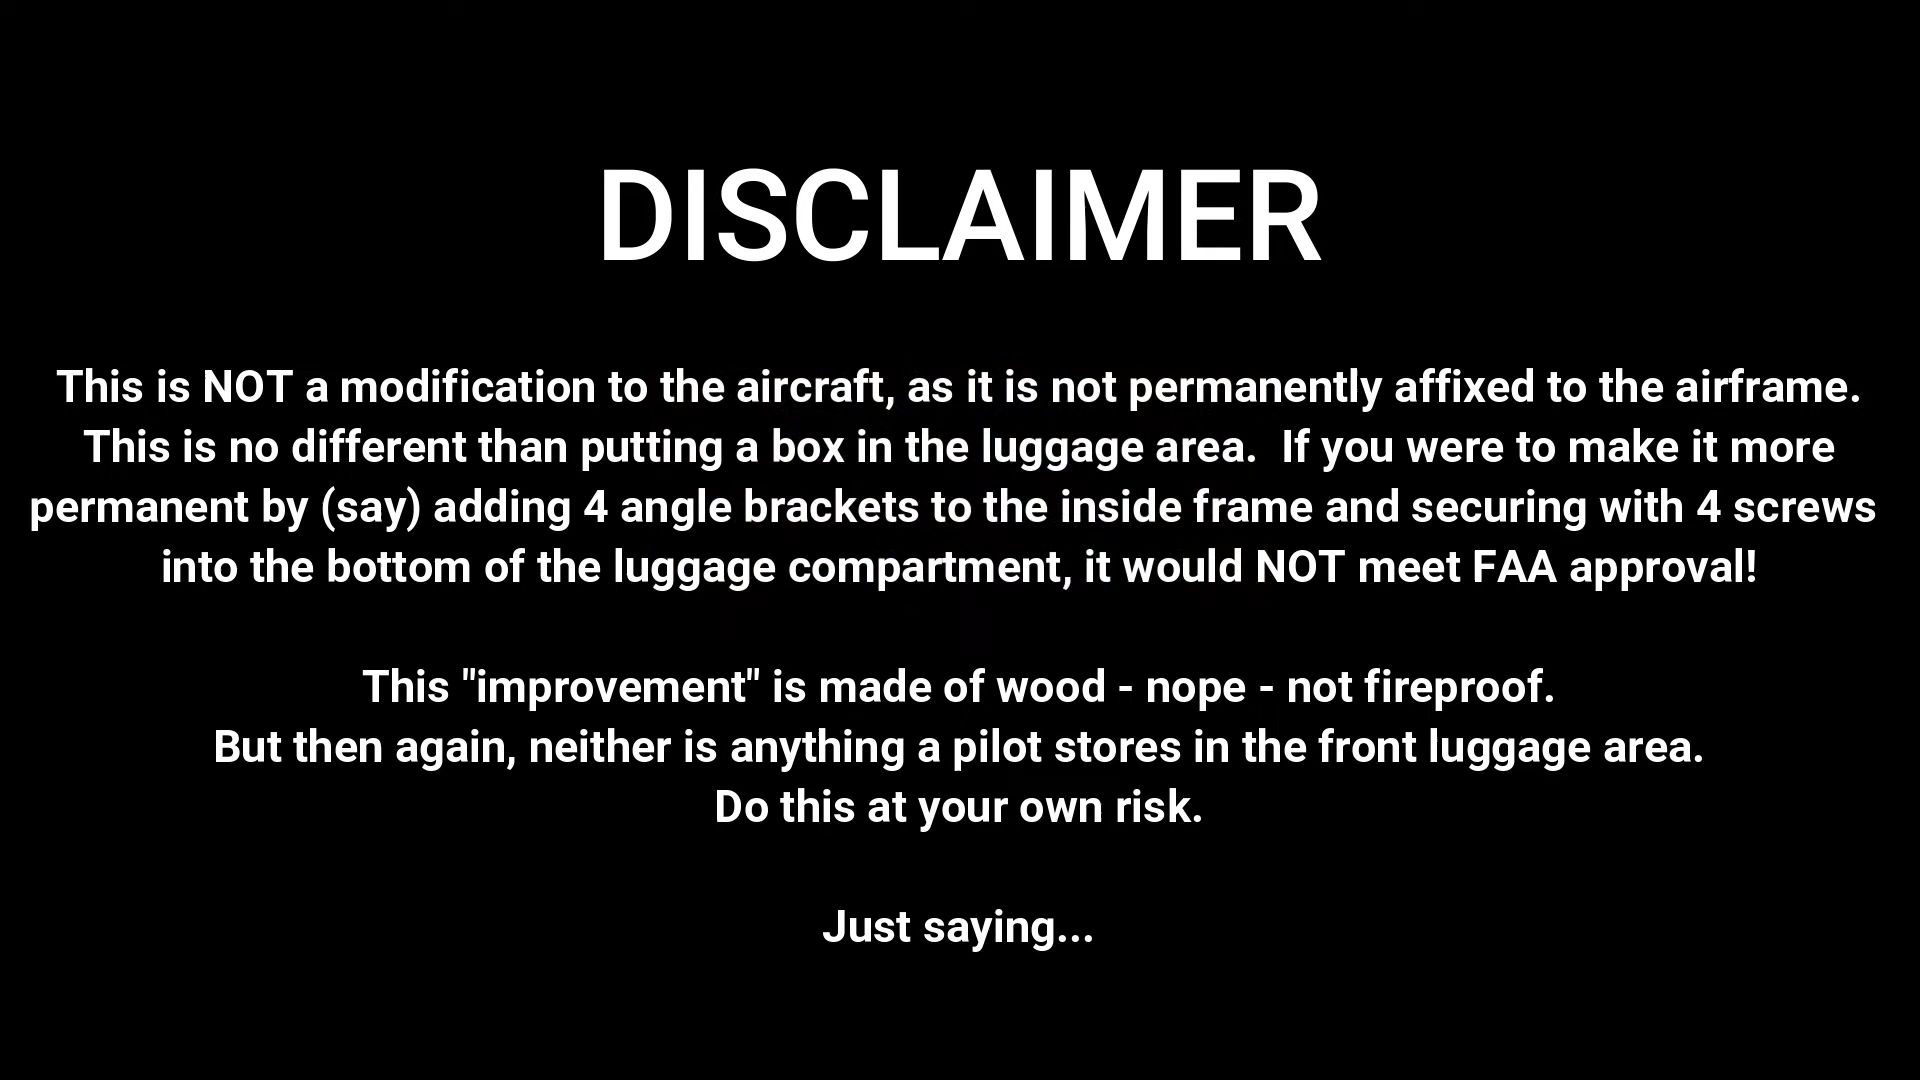 DISCLAIMER
This is NOT a modification to the aircraft, as it is not permanently affixed to the airframe.
This is no different than putting a box in the luggage area.  If you were to make it more
permanent by (say) adding 4 angle brackets to the inside frame and securing with 4 screws
into the bottom of the luggage compartment, it would NOT meet FAA approval!
This "improvement" is made of wood - nope - not fireproof.
But then again, neither is anything a pilot stores in the front luggage area.
Do this at your own risk.
Just saying...